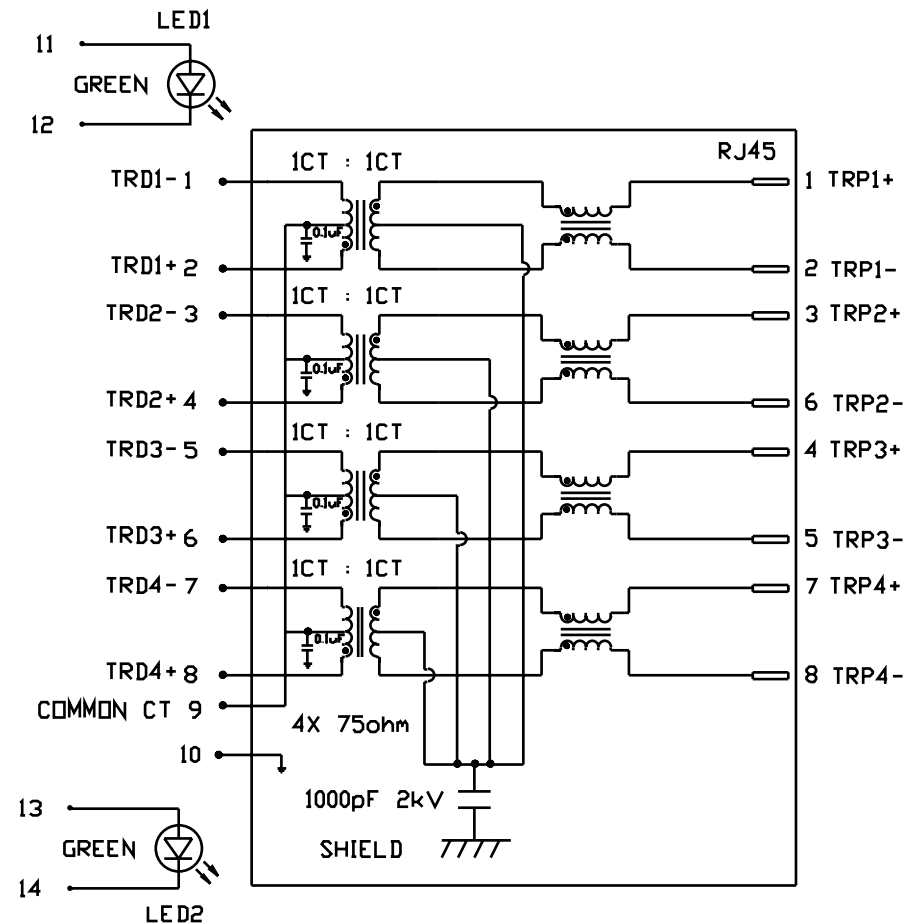 LED1
11
GREEN
12
RJ45
1CT : 1CT
TRD1- 1
1 TRP1+
0.1uF
TRD1+ 2
2 TRP1-
1CT : 1CT
TRD2- 3
3 TRP2+
0.1uF
TRD2+ 4
6 TRP2-
1CT : 1CT
TRD3- 5
4 TRP3+
0.1uF
TRD3+ 6
5 TRP3-
1CT : 1CT
TRD4- 7
7 TRP4+
0.1uF
TRD4+ 8
8 TRP4-
COMMON CT 9
4X 75ohm
10
1000pF 2kV
13
GREEN
SHIELD
14
LED2